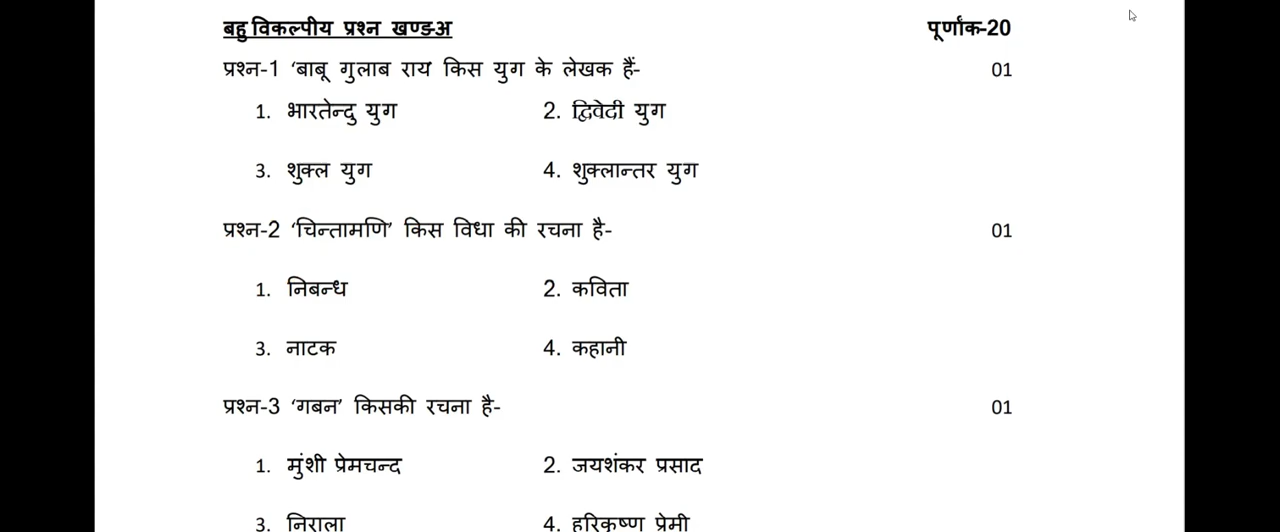 बहुविकल्पीय प्रश्न खण्ड-अ पूर्णांक-20
प्रश्न-1 ‘बाबू गुलाब राय’ किस युग के लेखक हैं- 01
1. भारतेन्दु युग 2. द्विवेदी युग
3. शुक्ल युग 4. शुक्लान्तर युग
प्रश्न-2 ‘चिन्तामणि’ किस विधा की रचना है- 01
1. निबन्ध 2. कविता
3. नाटक 4. कहानी
प्रश्न-3 ‘गबन’ किसकी रचना है- 01
1. मुंशी प्रेमचन्द 2. जयशंकर प्रसाद
3. निराला 4. हरिकृष्ण प्रेमी